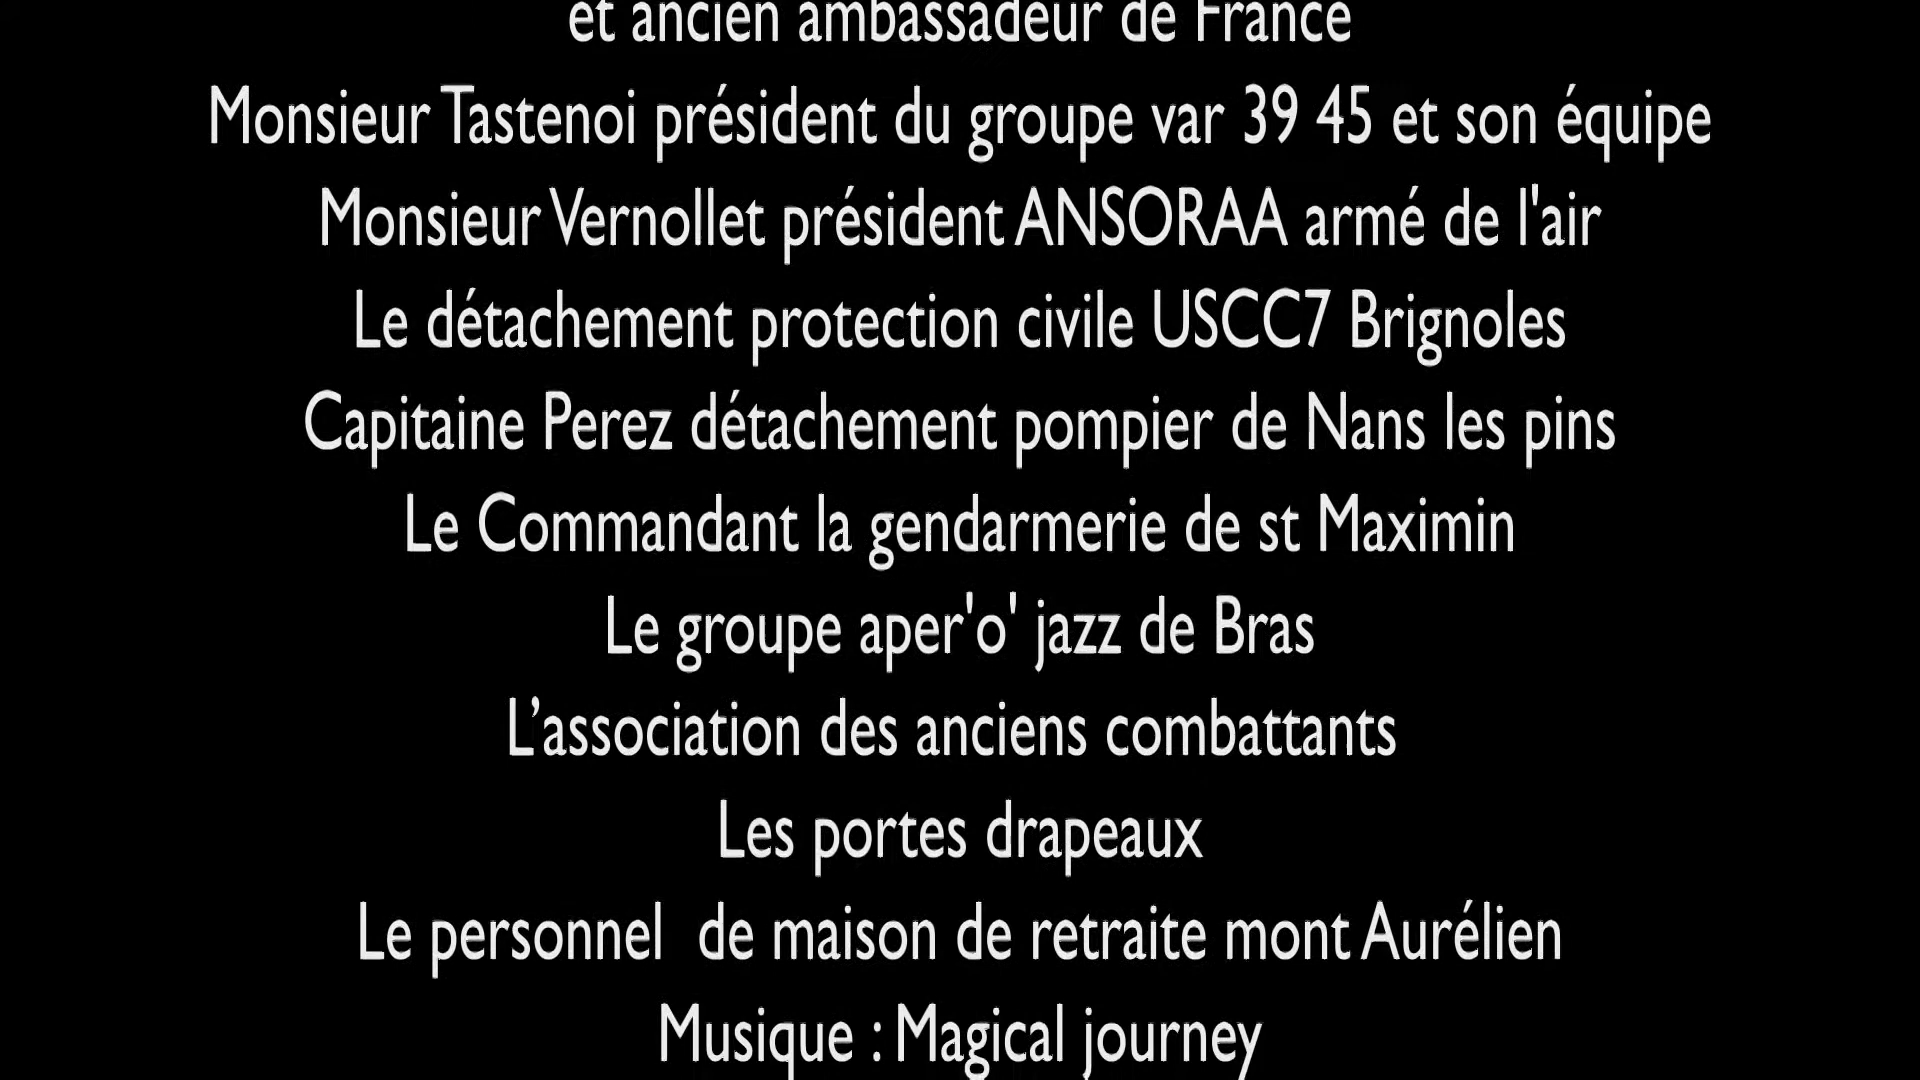 et ancien ambassadeur de France
Monsieur Tastenoi président du groupe var 39 45 et son équipe
Monsieur Vernollet président ANSORAA armé de l'air
Le détachement protection civile USCC7 Brignoles
Capitaine Perez détachement pompier de Nans les pins
Le Commandant la gendarmerie de st Maximin
Le groupe aper'o' jazz de Bras
L’association des anciens combattants
Les portes drapeaux
Le personnel  de maison de retraite mont Aurélien
Musique : Magical journey